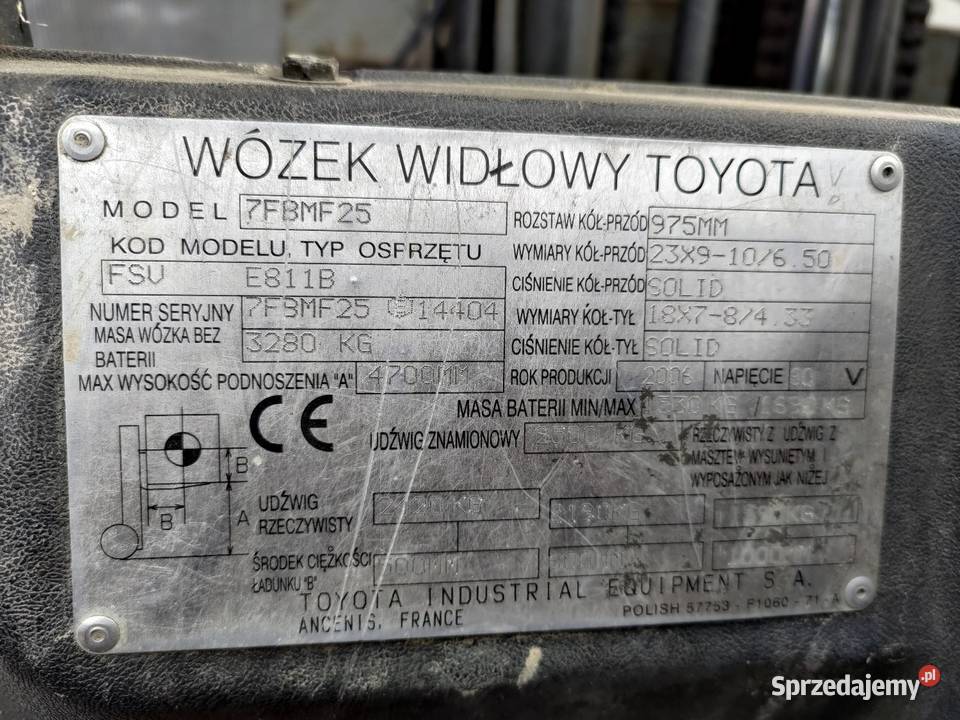 WÓZEK WIDŁOWY TOYOTA
MODEL 7FBMF25
KOD MODELU, TYP OSPRZĘTU
FSV E811B
NUMER SERYJNY 7FBMF25 14404
MASA WÓZKA BEZ BATERII 3280 KG
MAX WYSOKOŚĆ PODNOSZENIA "A" 4700MM
ROZSTAW KÓŁ-PRZÓD 975MM
WYMIARY KÓŁ-PRZÓD 23X9-10/6.50
CIŚNIENIE KÓŁ-PRZÓD SOLID
WYMIARY KÓŁ-TYŁ 18X7-8/4.33
CIŚNIENIE KÓŁ-TYŁ SOLID
ROK PRODUKCJI 2006 NAPIĘCIE V
MASA BATERII MIN/MAX
UDŹWIG ZNAMIONOWY
RZECZYWISTY Z UDŹWIG Z
MASZTEM WYSUNIĘTYM I
WYPOSAŻONYM JAK NIŻEJ
CE
B
B
A
UDŹWIG
RZECZYWISTY
ŚRODEK CIĘŻKOŚCI
ŁADUNKU "B"
TOYOTA INDUSTRIAL EQUIPMENT S.A.
ANCENIS, FRANCE
POLISH 57753 - F1060 - 71 - A
Sprzedajemy.pl